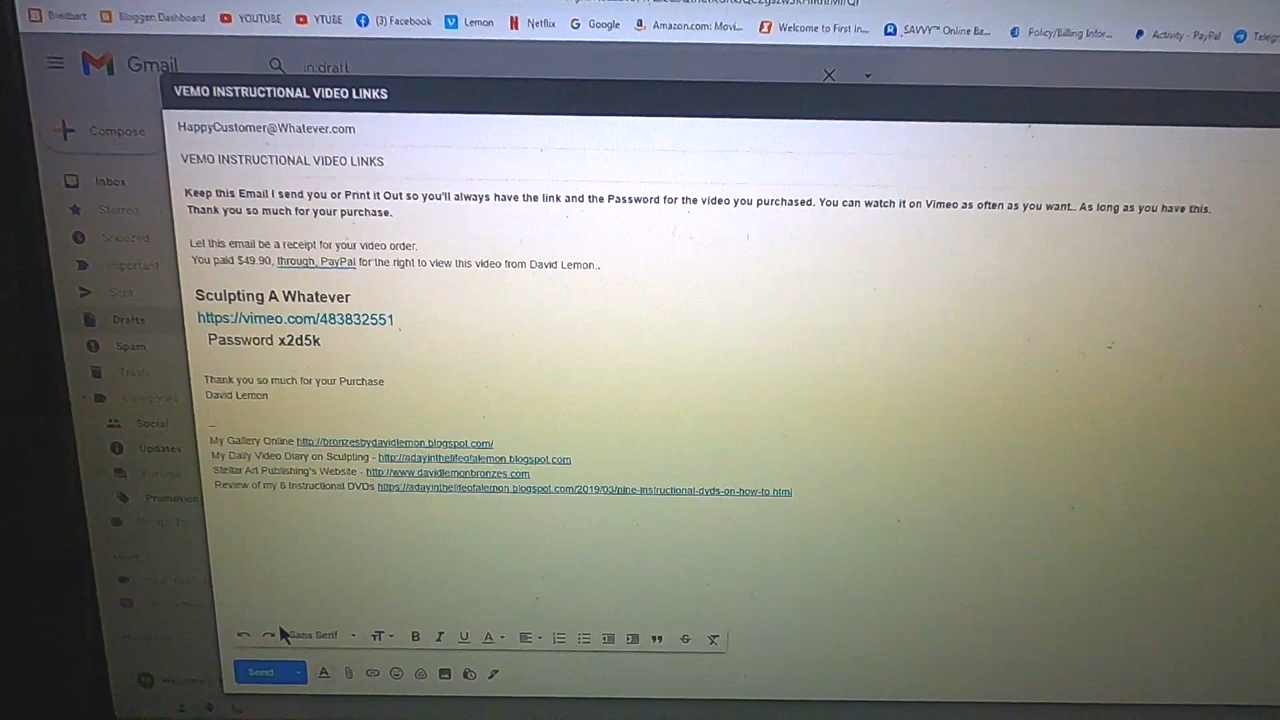 Breitbart Blogger: Dashboard YOUTUBE YTUBE (3) Facebook Lemon Netflix Google Amazon.com: Movi... Welcome to First In... SAVVY™ Online Ba... Policy/Billing Infor... Activity - PayPal Telegr
Gmail in:draft
VEMO INSTRUCTIONAL VIDEO LINKS
Compose
HappyCustomer@Whatever.com
VEMO INSTRUCTIONAL VIDEO LINKS
Inbox
Starred
Snoozed
Important
Sent
Drafts
Spam
Trash
Categories
Social
Updates
Promotion
Keep this Email I send you or Print it Out so you'll always have the link and the Password for the video you purchased. You can watch it on Vimeo as often as you want.. As long as you have this.
Thank you so much for your purchase.
Let this email be a receipt for your video order.
You paid $49.90, through, PayPal for the right to view this video from David Lemon..
Sculpting A Whatever
https://vimeo.com/483832551
Password x2d5k
Thank you so much for your Purchase
David Lemon
--
My Gallery Online http://bronzesbydavidlemon.blogspot.com/
My Daily Video Diary on Sculpting - http://adayinthelifeofalemon.blogspot.com
Stellar Art Publishing's Website - http://www.davidlemonbronzes.com
Review of my 8 Instructional DVDs https://adayinthelifeofalemon.blogspot.com/2019/03/nine-instructional-dvds-on-how-to.html
More
Sans Serif
Send